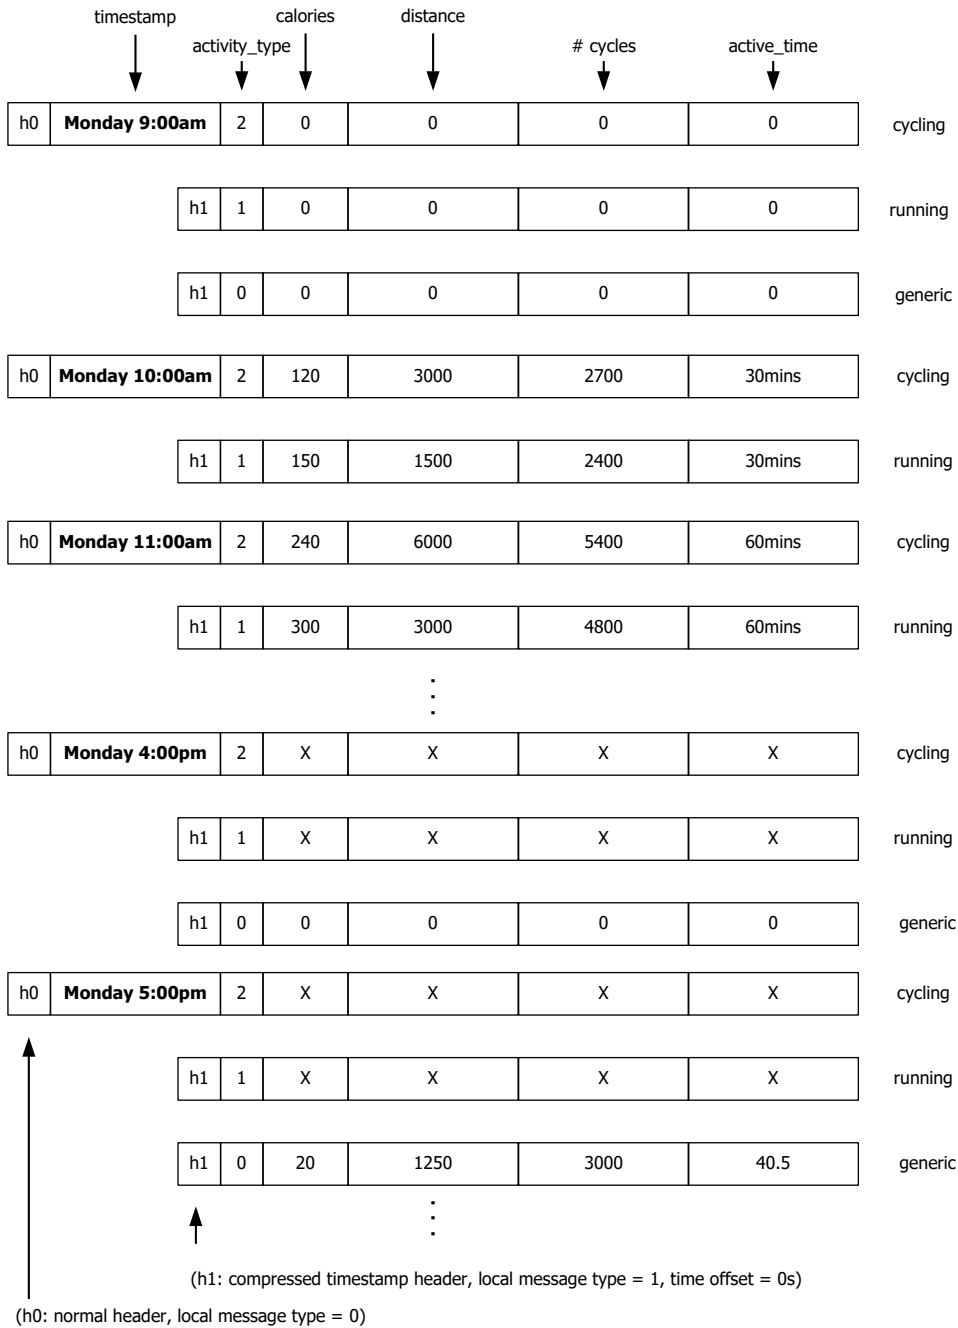 timestamp calories distance
activity_type # cycles active_time
h0 Monday 9:00am 2 0 0 0 0 cycling
h1 1 0 0 0 0 running
h1 0 0 0 0 0 generic
h0 Monday 10:00am 2 120 3000 2700 30mins cycling
h1 1 150 1500 2400 30mins running
h0 Monday 11:00am 2 240 6000 5400 60mins cycling
h1 1 300 3000 4800 60mins running
h0 Monday 4:00pm 2 X X X X cycling
h1 1 X X X X running
h1 0 0 0 0 0 generic
h0 Monday 5:00pm 2 X X X X cycling
h1 1 X X X X running
h1 0 20 1250 3000 40.5 generic
(h1: compressed timestamp header, local message type = 1, time offset = 0s)
(h0: normal header, local message type = 0)